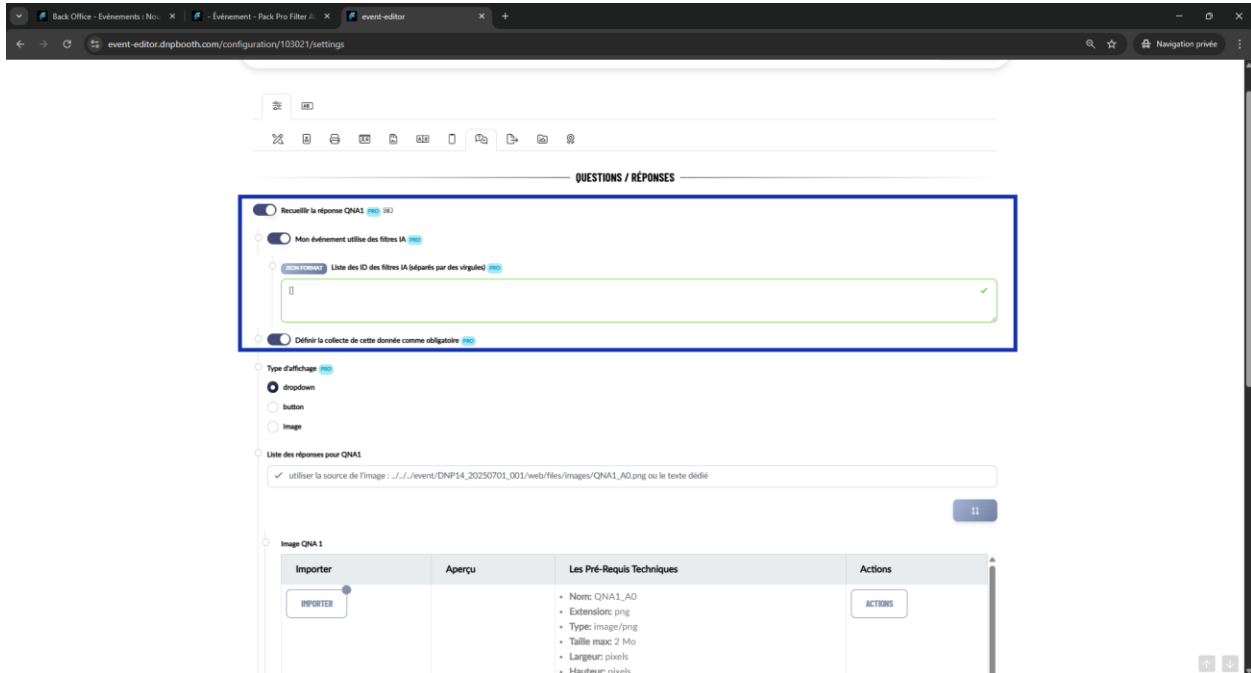 Back Office - Evènements : No
- Événement - Pack Pro Filter
event-editor
event-editor.dnpbooth.com/configuration/103021/settings
Navigation privée
AB
QUESTIONS / RÉPONSES
Recueillir la réponse QNA1 PRO
Mon événement utilise des filtres IA PRO
JSON FORMAT Liste des ID des filtres IA (séparés par des virgules) PRO
[]
Définir la collecte de cette donnée comme obligatoire PRO
Type d'affichage PRO
dropdown
button
image
Liste des réponses pour QNA1
utiliser la source de l'image : ../../../event/DNP14_20250701_001/web/files/images/QNA1_A0.png ou le texte dédié
Image QNA 1
Importer Aperçu Les Pré-Requis Techniques Actions
IMPORTER
ACTIONS
• Nom: QNA1_A0
• Extension: png
• Type: image/png
• Taille max: 2 Mo
• Largeur: pixels
• Hauteur: pixels